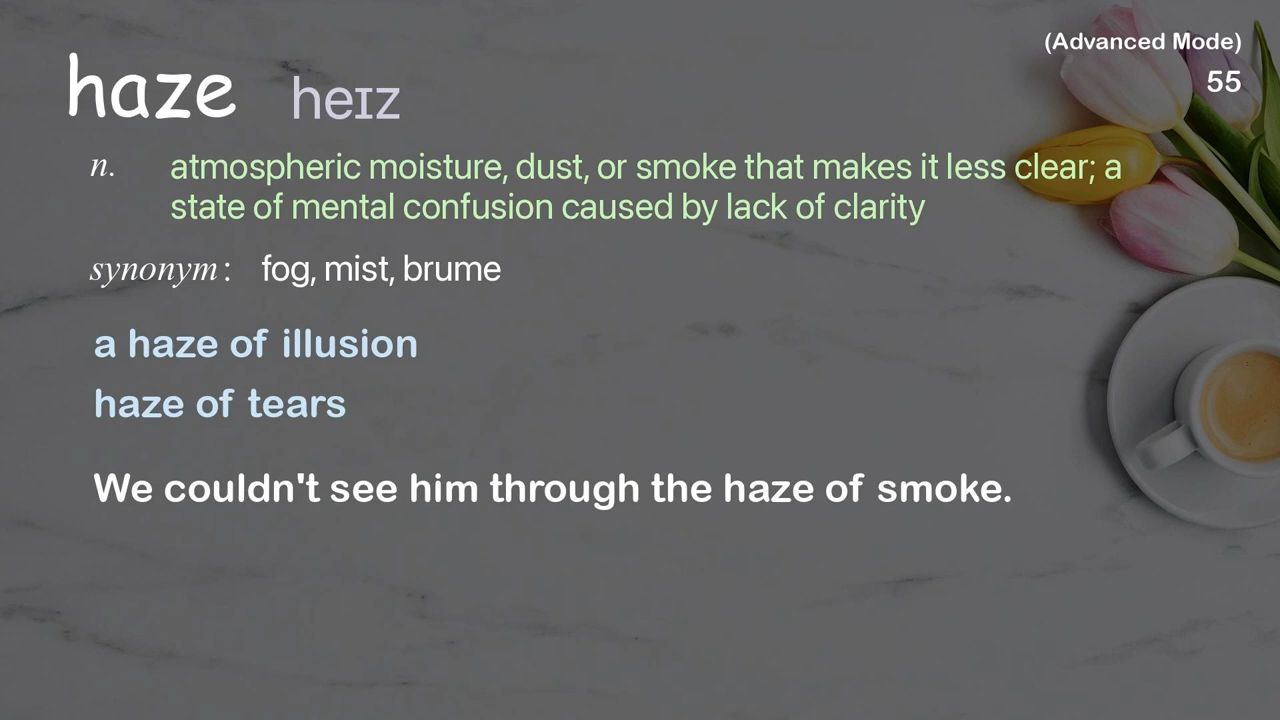 (Advanced Mode)
55
haze heɪz
n. atmospheric moisture, dust, or smoke that makes it less clear; a
state of mental confusion caused by lack of clarity
synonym: fog, mist, brume
a haze of illusion
haze of tears
We couldn't see him through the haze of smoke.